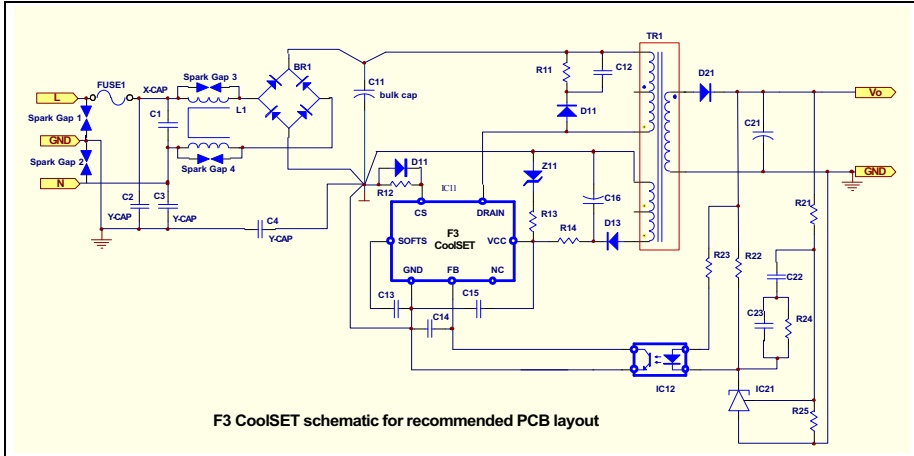 TR1
BR1
Spark Gap 3
R11
C12
C11
bulk cap
FUSE1
X-CAP
L1
D21
L
Vo
Spark Gap 1
C1
D11
C21
GND
Spark Gap 2
Spark Gap 4
D11
Z11
IC11
R12
GND
N
C2
C3
Y-CAP
Y-CAP
C16
CS
DRAIN
R21
C4
Y-CAP
F3
CoolSET
R13
D13
SOFTS
VCC
R14
R23
R22
GND
FB
NC
C22
C13
C15
C14
C23
R24
IC12
IC21
R25
F3 CoolSET schematic for recommended PCB layout